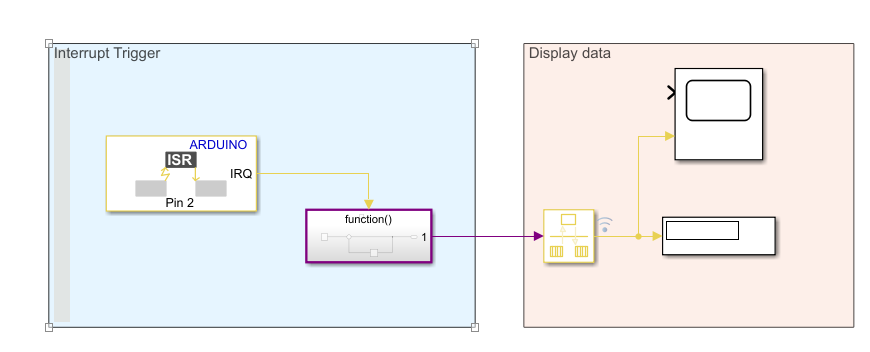 Interrupt Trigger
Display data
ARDUINO
ISR
IRQ
Pin 2
function()
1